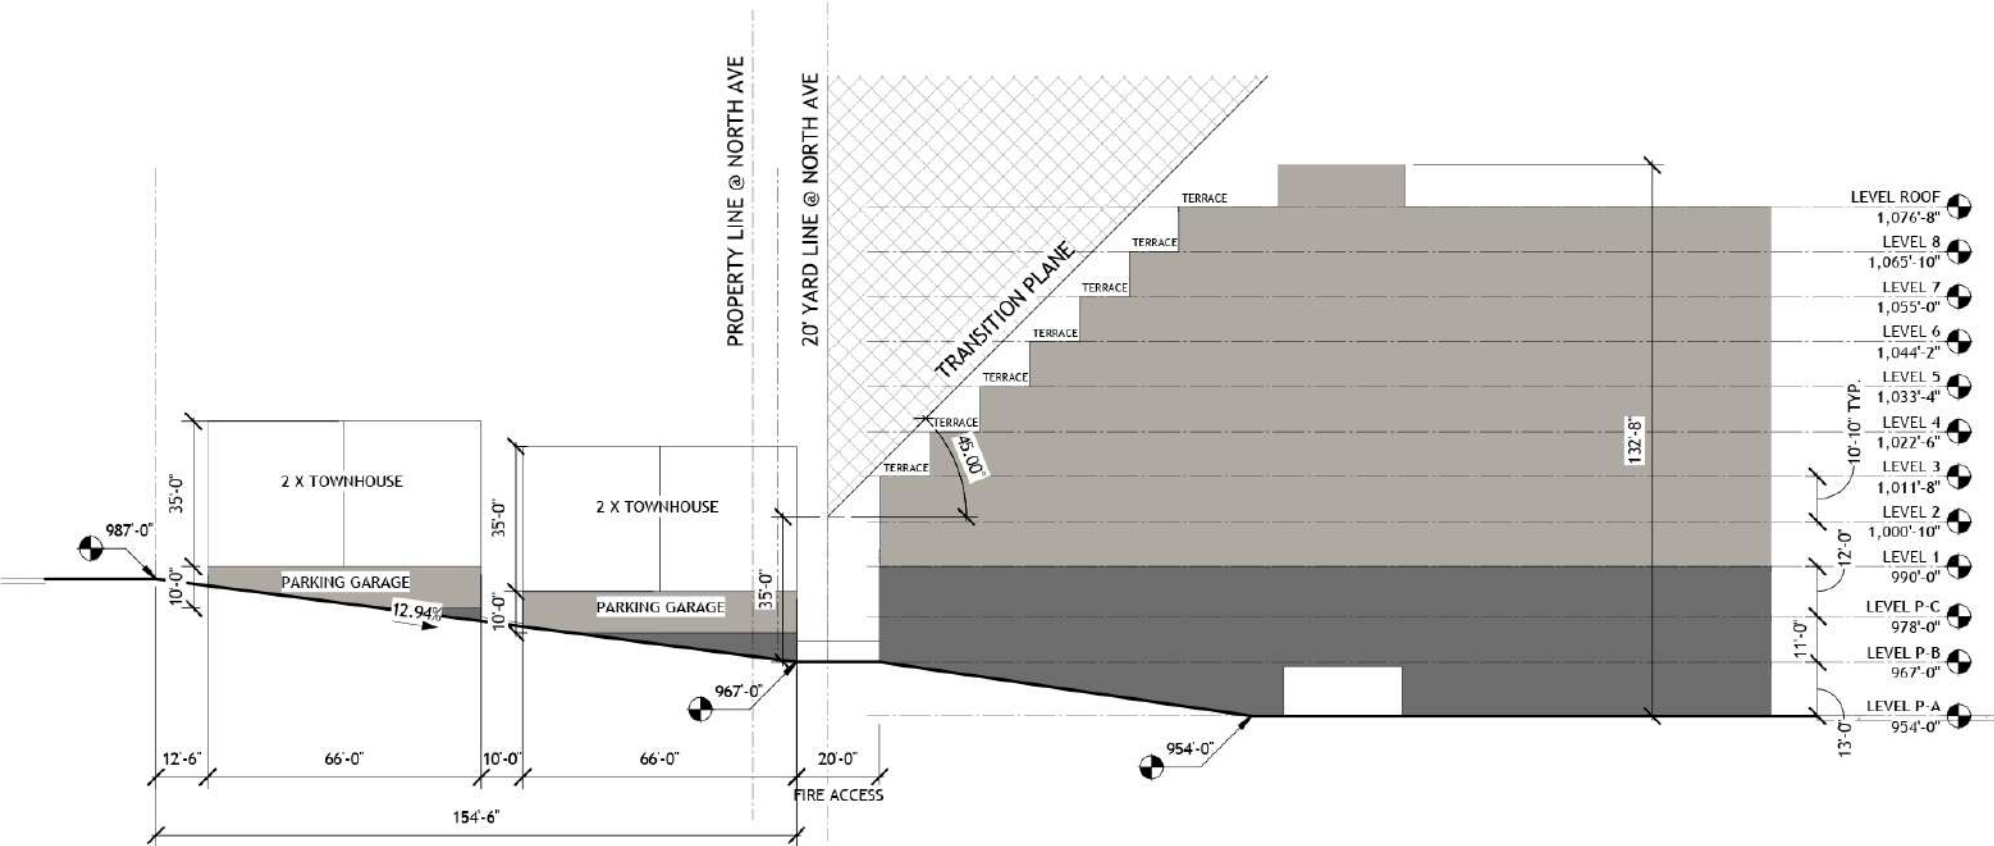 PROPERTY LINE @ NORTH AVE
20' YARD LINE @ NORTH AVE
TRANSITION PLANE
TERRACE
TERRACE
TERRACE
TERRACE
TERRACE
TERRACE
TERRACE
45.00°
LEVEL ROOF
1,076'-8"
LEVEL 8
1,065'-10"
LEVEL 7
1,055'-0"
LEVEL 6
1,044'-2"
LEVEL 5
1,033'-4"
LEVEL 4
1,022'-6"
LEVEL 3
1,011'-8"
LEVEL 2
1,000'-10"
LEVEL 1
990'-0"
LEVEL P-C
978'-0"
LEVEL P-B
967'-0"
LEVEL P-A
954'-0"
10'-10" TYP.
12'-0"
11'-0"
13'-0"
132'-8"
987'-0"
35'-0"
10'-0"
2 X TOWNHOUSE
PARKING GARAGE
12.94%
35'-0"
10'-0"
2 X TOWNHOUSE
PARKING GARAGE
35'-0"
967'-0"
954'-0"
12'-6"
66'-0"
10'-0"
66'-0"
20'-0"
FIRE ACCESS
154'-6"